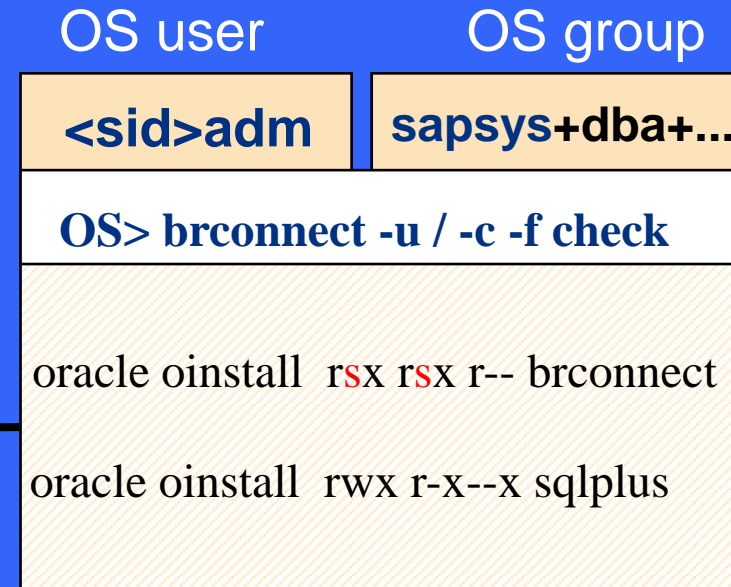 OS user OS group
<sid>adm sapsys+dba+...
OS> brconnect -u / -c -f check
oracle oinstall rsx rsx r-- brconnect
oracle oinstall rwx r-x--x sqlplus